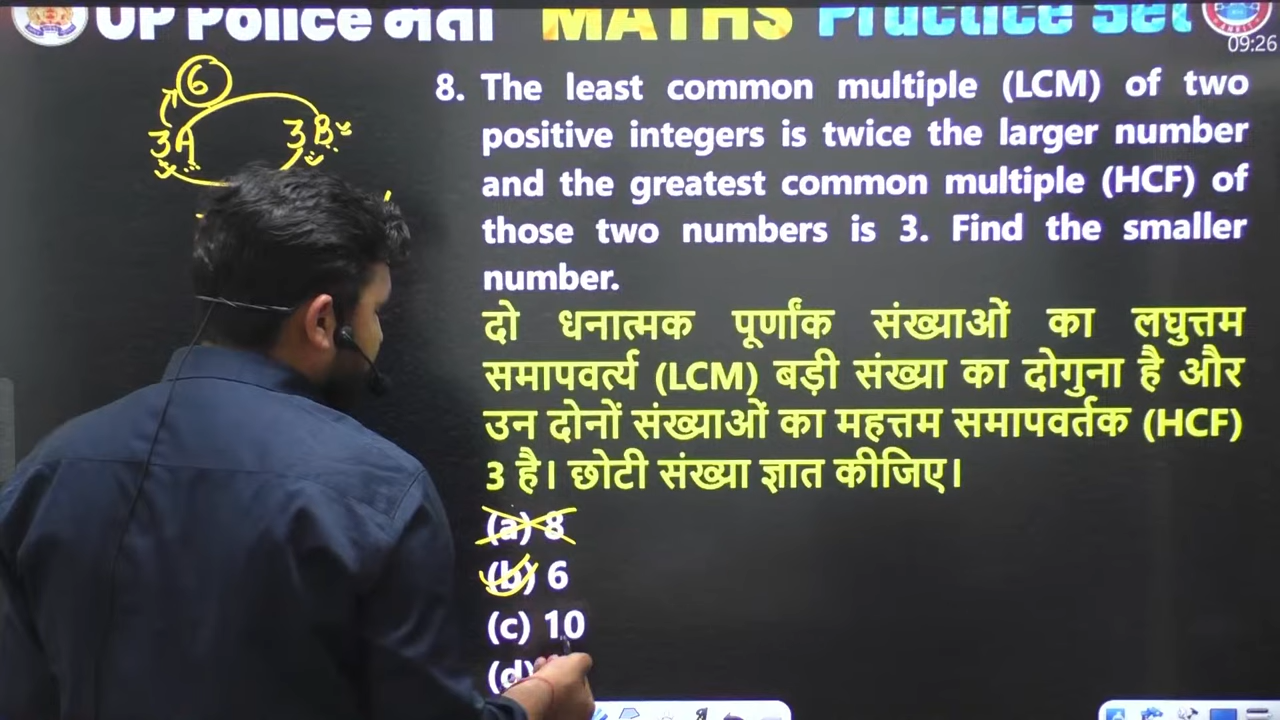 UP Police भर्ती MATHS Practice Set
09:26
6
3A 3B
8. The least common multiple (LCM) of two
positive integers is twice the larger number
and the greatest common multiple (HCF) of
those two numbers is 3. Find the smaller
number.
दो धनात्मक पूर्णांक संख्याओं का लघुत्तम
समापवर्त्य (LCM) बड़ी संख्या का दोगुना है और
उन दोनों संख्याओं का महत्तम समापवर्तक (HCF)
3 है। छोटी संख्या ज्ञात कीजिए।
(a) 8
(b) 6
(c) 10
(d)